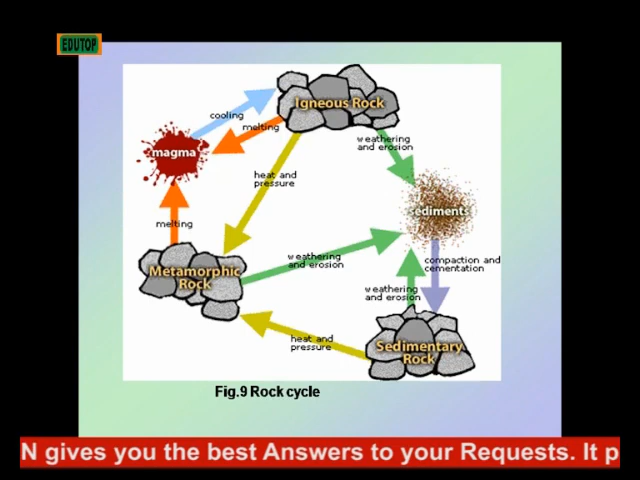 EDUTOP
Igneous Rock
cooling
melting
weathering
and erosion
magma
heat and
pressure
sediments
melting
weathering
and erosion
compaction and
cementation
Metamorphic
Rock
weathering
and erosion
heat and
pressure
Sedimentary
Rock
Fig.9 Rock cycle
N gives you the best Answers to your Requests. It p